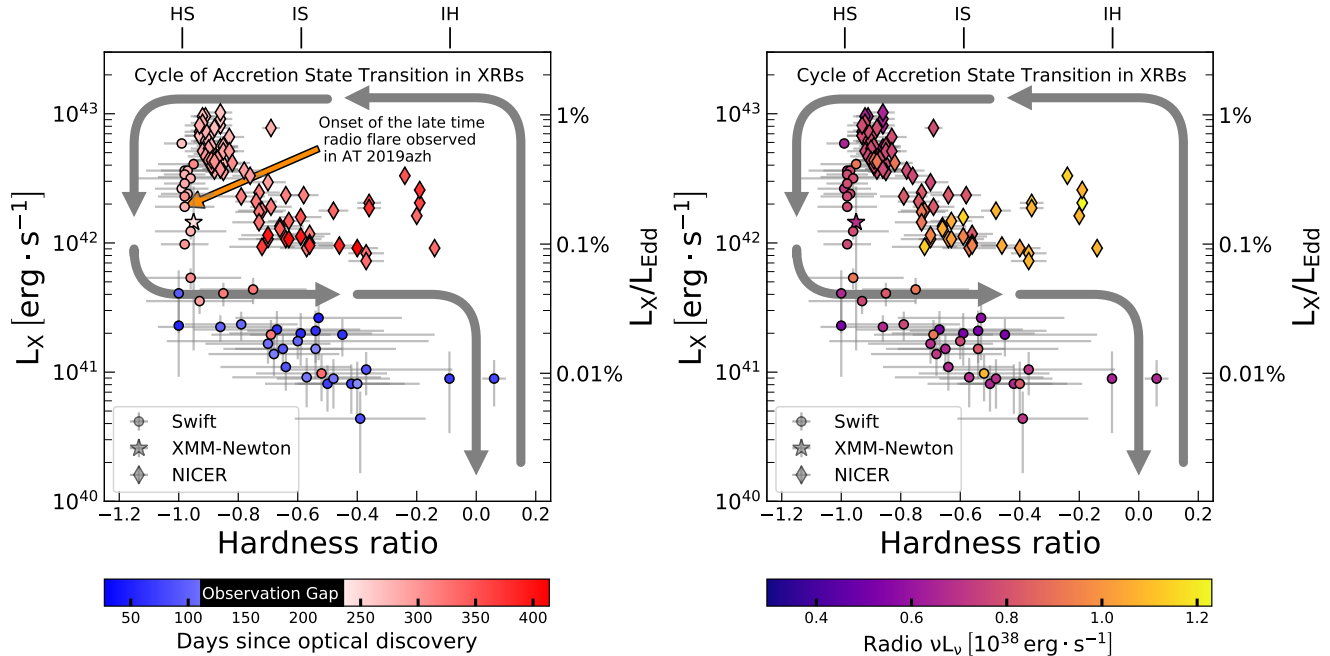 HS IS IH
Cycle of Accretion State Transition in XRBs
Onset of the late time
radio flare observed
in AT 2019azh
10^43
10^42
10^41
10^40
L_X [erg · s^−1]
1%
0.1%
0.01%
L_X/L_Edd
Swift
XMM-Newton
NICER
−1.2 −1.0 −0.8 −0.6 −0.4 −0.2 0.0 0.2
Hardness ratio
Observation Gap
50 100 150 200 250 300 350 400
Days since optical discovery
HS IS IH
Cycle of Accretion State Transition in XRBs
10^43
10^42
10^41
10^40
L_X [erg · s^−1]
1%
0.1%
0.01%
L_X/L_Edd
Swift
XMM-Newton
NICER
−1.2 −1.0 −0.8 −0.6 −0.4 −0.2 0.0 0.2
Hardness ratio
0.4 0.6 0.8 1.0 1.2
Radio νL_ν [10^38 erg · s^−1]